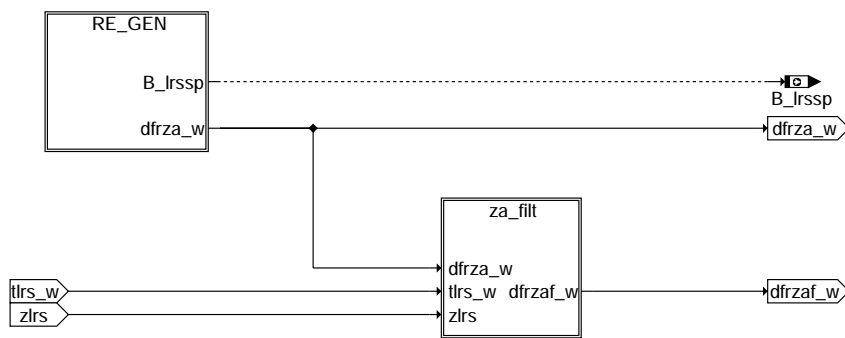 RE_GEN
B_lrssp
B_lrssp
dfrza_w
dfrza_w
za_filt
dfrza_w
tlrs_w
tlrs_w
dfrzaf_w
dfrzaf_w
zlrs
zlrs